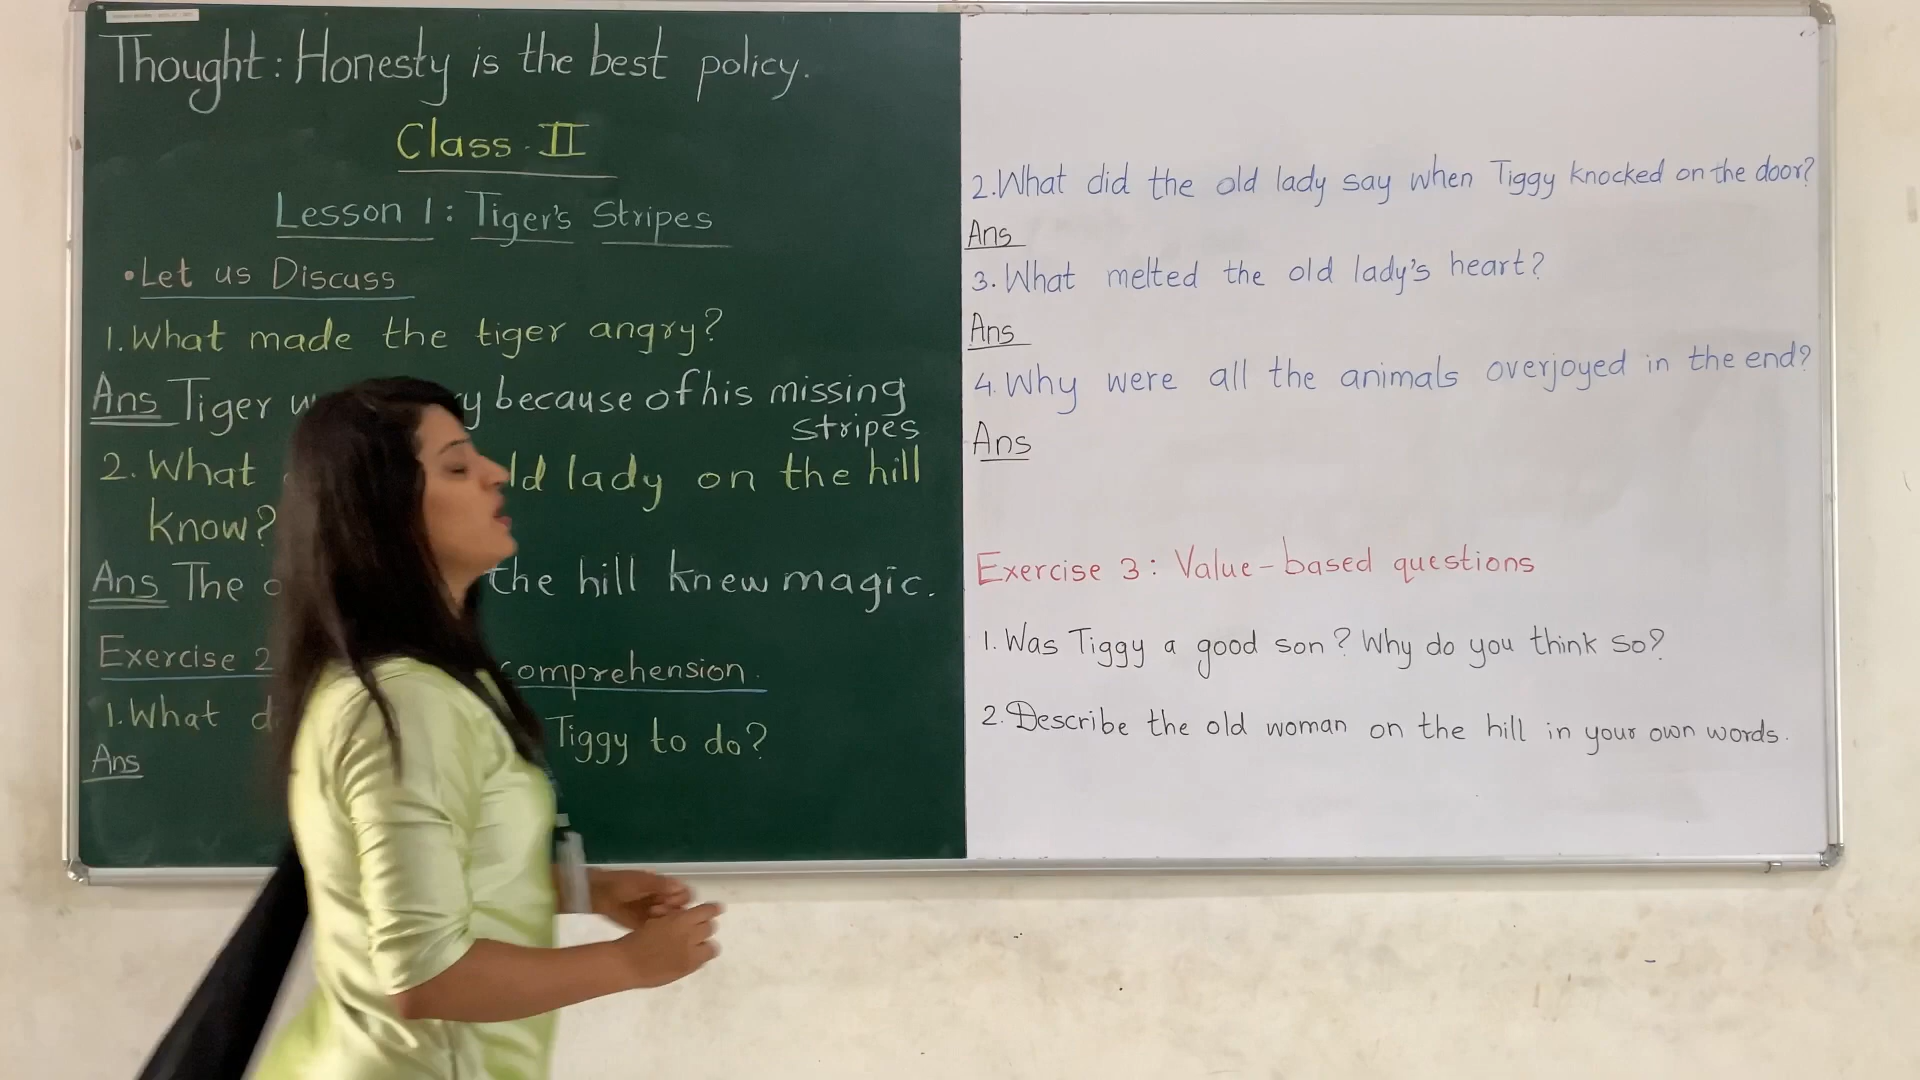 Thought: Honesty is the best policy.
Class II
Lesson 1: Tiger's Stripes
•Let us Discuss
1.What made the tiger angry?
Ans Tiger because of his missing
stripes
2. What lady on the hill
know?
Ans The the hill knew magic.
Exercise 2 comprehension.
1.What Tiggy to do?
Ans
2.What did the old lady say when Tiggy knocked on the door?
Ans
3. What melted the old lady's heart?
Ans
4. Why were all the animals overjoyed in the end?
Ans
Exercise 3: Value-based questions
1. Was Tiggy a good son? Why do you think so?
2. Describe the old woman on the hill in your own words.